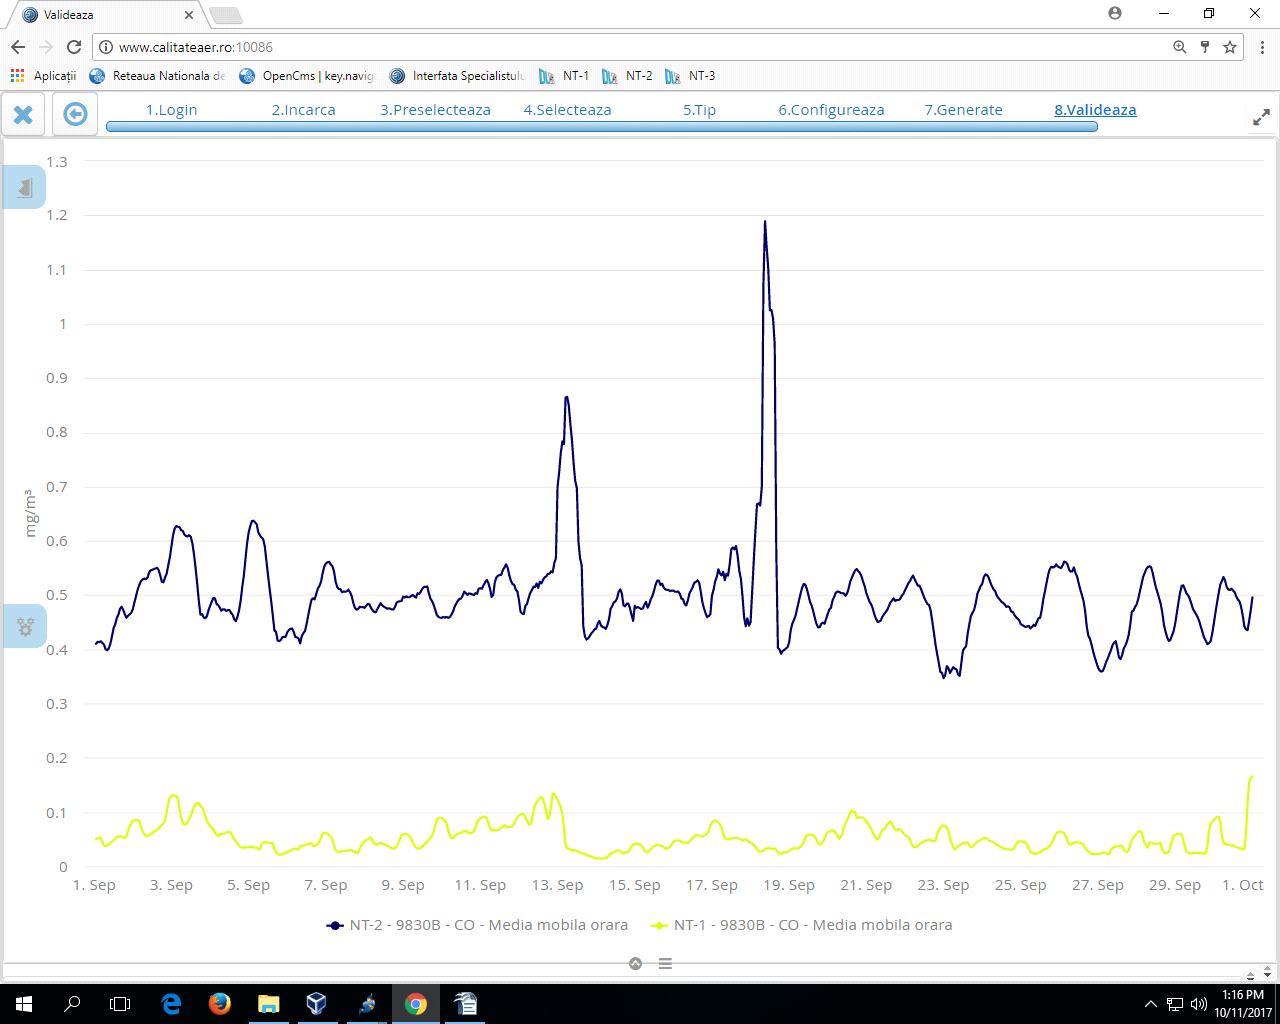 Valideaza
www.calitateaer.ro:10086
Aplicații Reteaua Nationala de OpenCms | key.navig Interfata Specialistulu NT-1 NT-2 NT-3
1.Login 2.Incarca 3.Preselecteaza 4.Selecteaza 5.Tip 6.Configureaza 7.Generate 8.Valideaza
1.3
1.2
1.1
1
0.9
0.8
0.7
0.6
0.5
0.4
0.3
0.2
0.1
0
mg/m³
1. Sep 3. Sep 5. Sep 7. Sep 9. Sep 11. Sep 13. Sep 15. Sep 17. Sep 19. Sep 21. Sep 23. Sep 25. Sep 27. Sep 29. Sep 1. Oct
NT-2 - 9830B - CO - Media mobila orara NT-1 - 9830B - CO - Media mobila orara
1:16 PM
10/11/2017